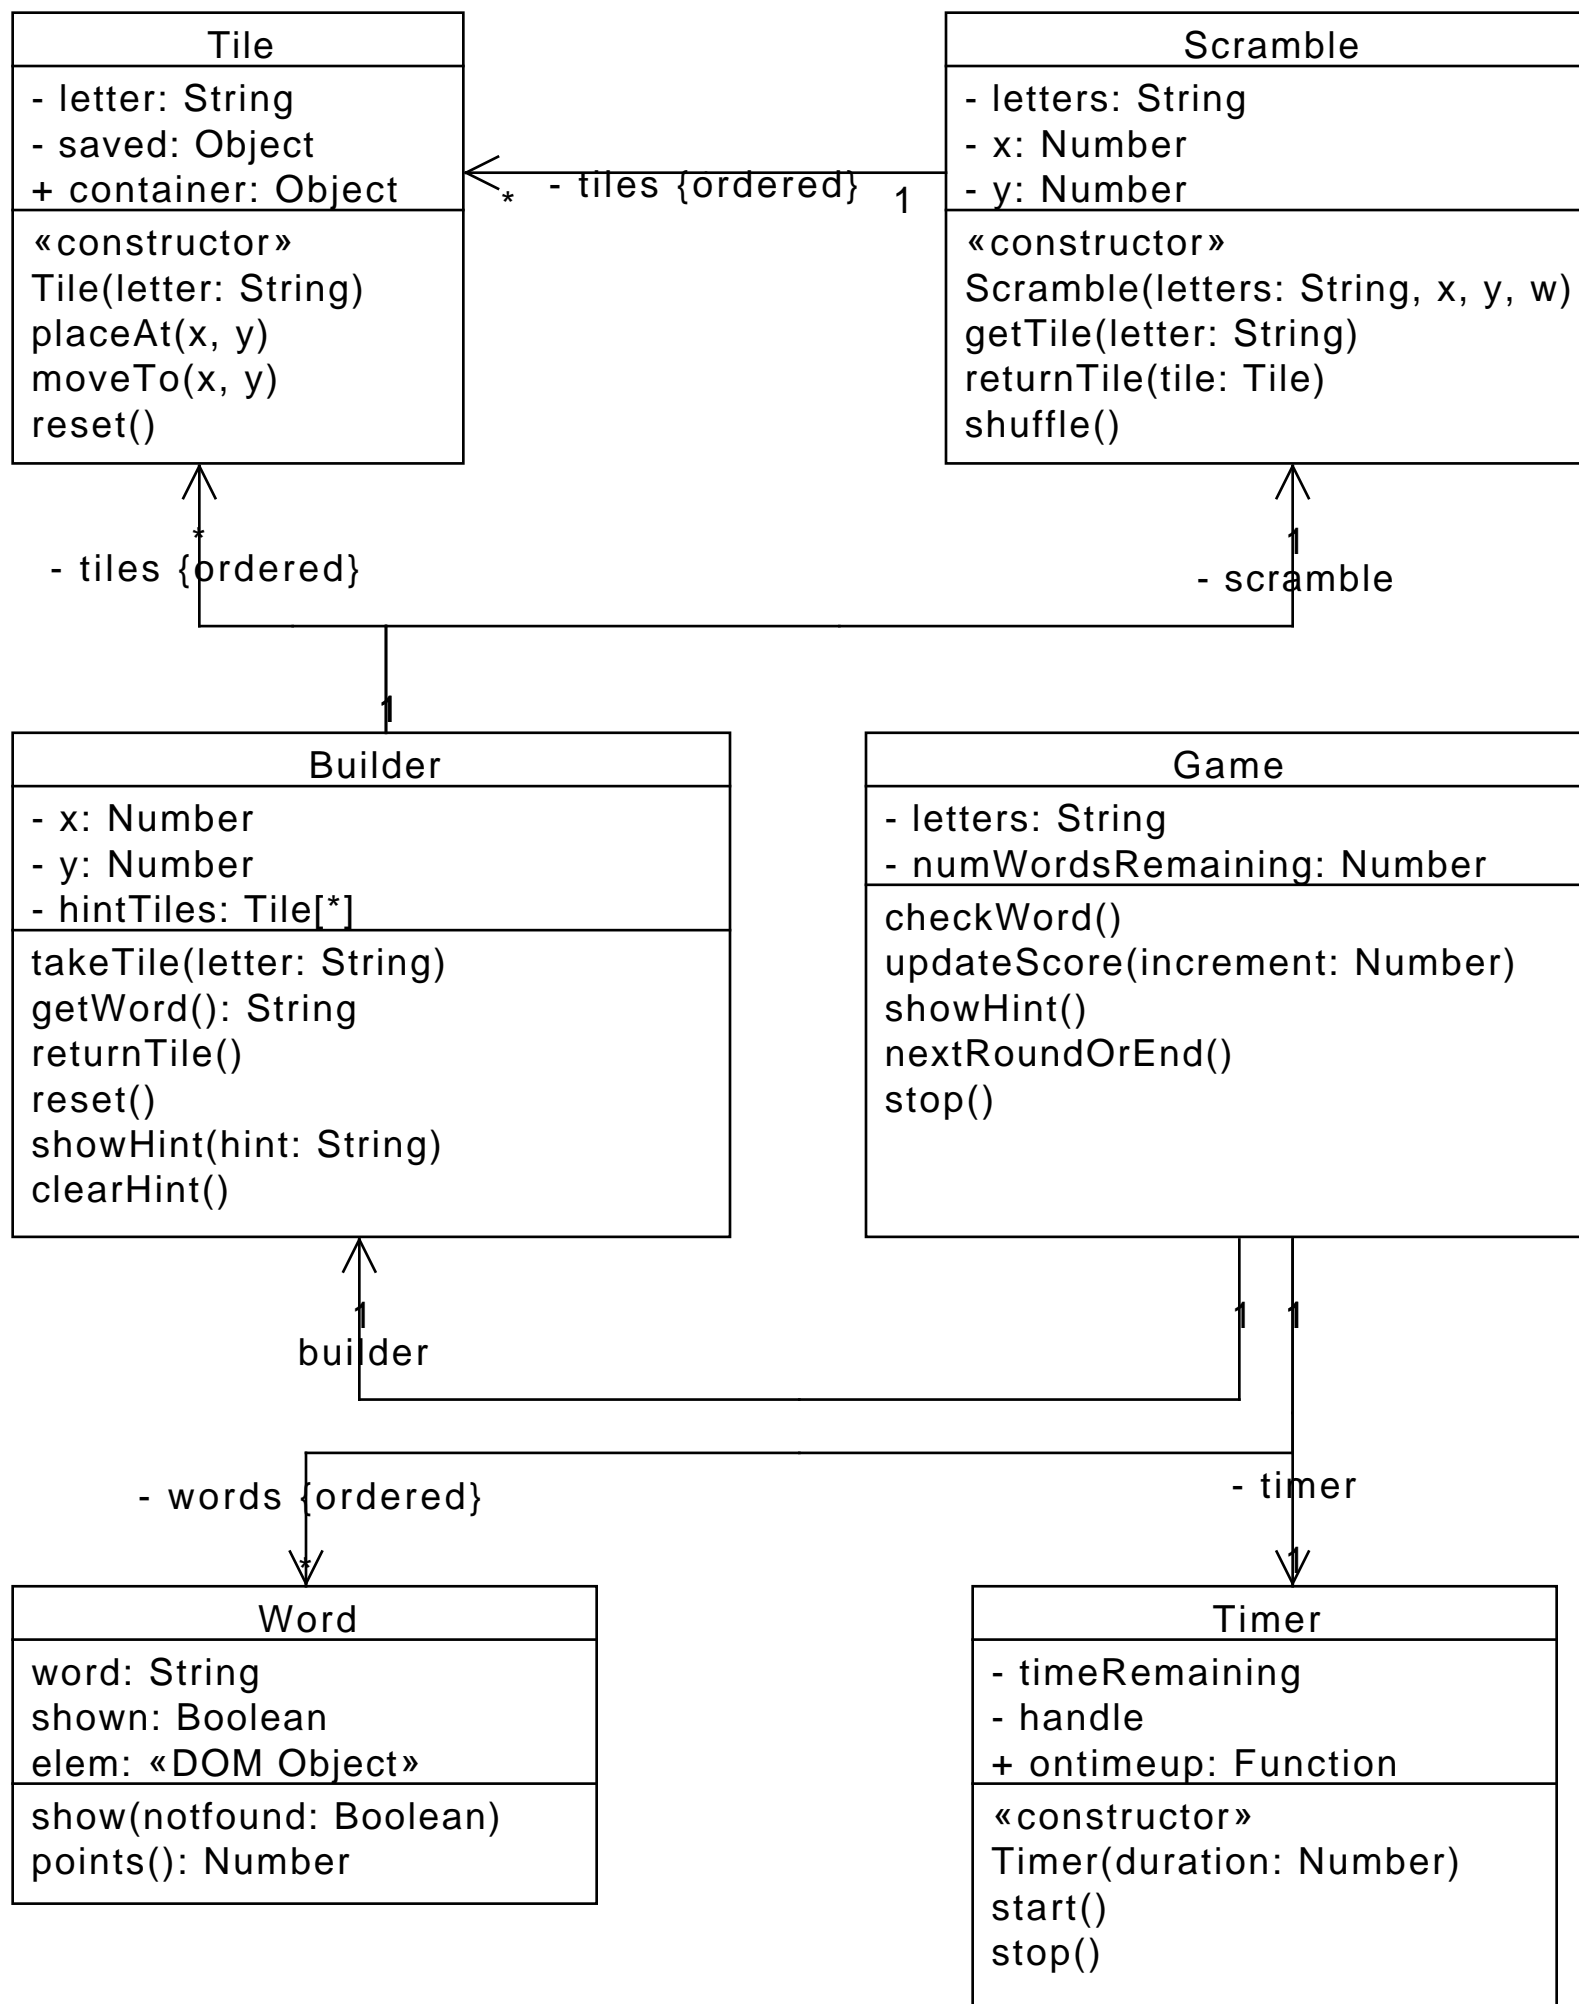 Tile
- letter: String
- saved: Object
+ container: Object
«constructor»
Tile(letter: String)
placeAt(x, y)
moveTo(x, y)
reset()
* - tiles {ordered} 1
Scramble
- letters: String
- x: Number
- y: Number
«constructor»
Scramble(letters: String, x, y, w)
getTile(letter: String)
returnTile(tile: Tile)
shuffle()
*
- tiles {ordered}
1
- scramble
1
Builder
- x: Number
- y: Number
- hintTiles: Tile[*]
takeTile(letter: String)
getWord(): String
returnTile()
reset()
showHint(hint: String)
clearHint()
Game
- letters: String
- numWordsRemaining: Number
checkWord()
updateScore(increment: Number)
showHint()
nextRoundOrEnd()
stop()
1
builder
1
1
- words {ordered}
*
- timer
1
Word
word: String
shown: Boolean
elem: «DOM Object»
show(notfound: Boolean)
points(): Number
Timer
- timeRemaining
- handle
+ ontimeup: Function
«constructor»
Timer(duration: Number)
start()
stop()